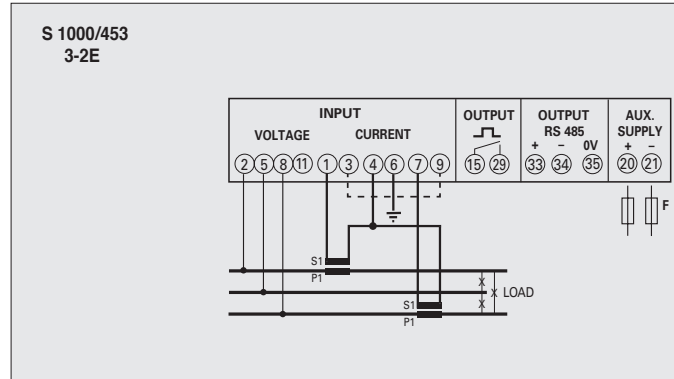 S 1000/453
3-2E
INPUT
VOLTAGE CURRENT
2 5 8 11 1 3 4 6 7 9
OUTPUT
15 29
OUTPUT
RS 485
+ – 0V
33 34 35
AUX.
SUPPLY
+ –
20 21
F
S1
P1
LOAD
S1
P1